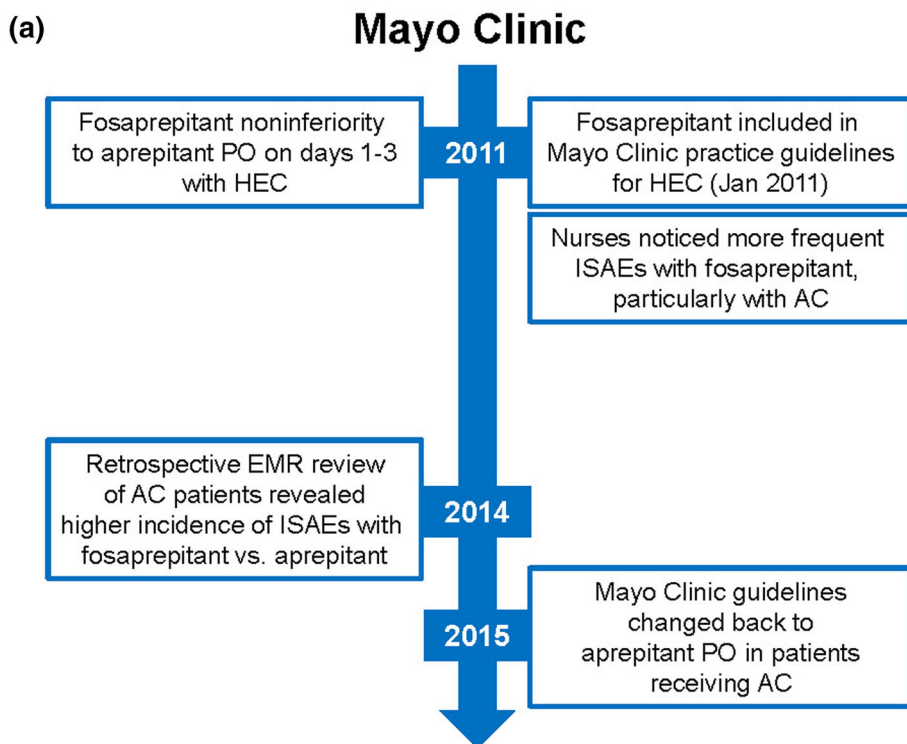 (a)
Mayo Clinic
Fosaprepitant noninferiority
to aprepitant PO on days 1-3
with HEC
2011
Fosaprepitant included in
Mayo Clinic practice guidelines
for HEC (Jan 2011)
Nurses noticed more frequent
ISAEs with fosaprepitant,
particularly with AC
Retrospective EMR review
of AC patients revealed
higher incidence of ISAEs with
fosaprepitant vs. aprepitant
2014
2015
Mayo Clinic guidelines
changed back to
aprepitant PO in patients
receiving AC